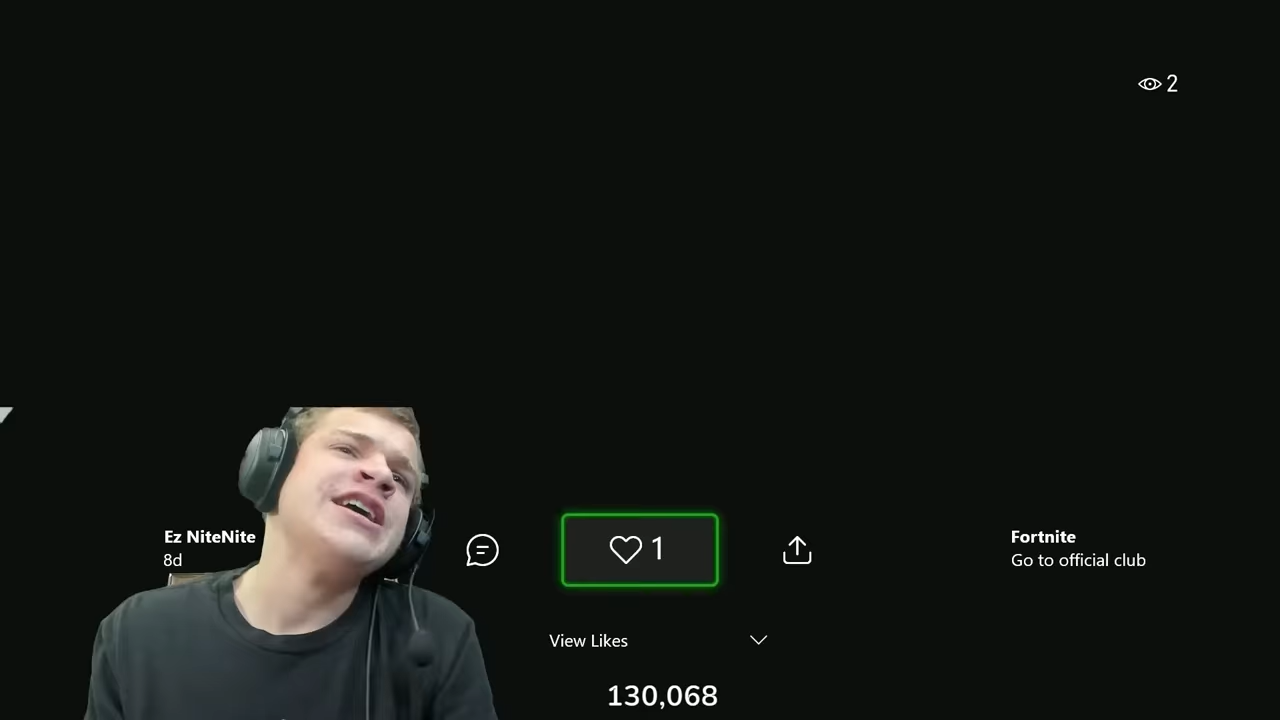 2
Ez NiteNite
8d
1
Fortnite
Go to official club
View Likes
130,068